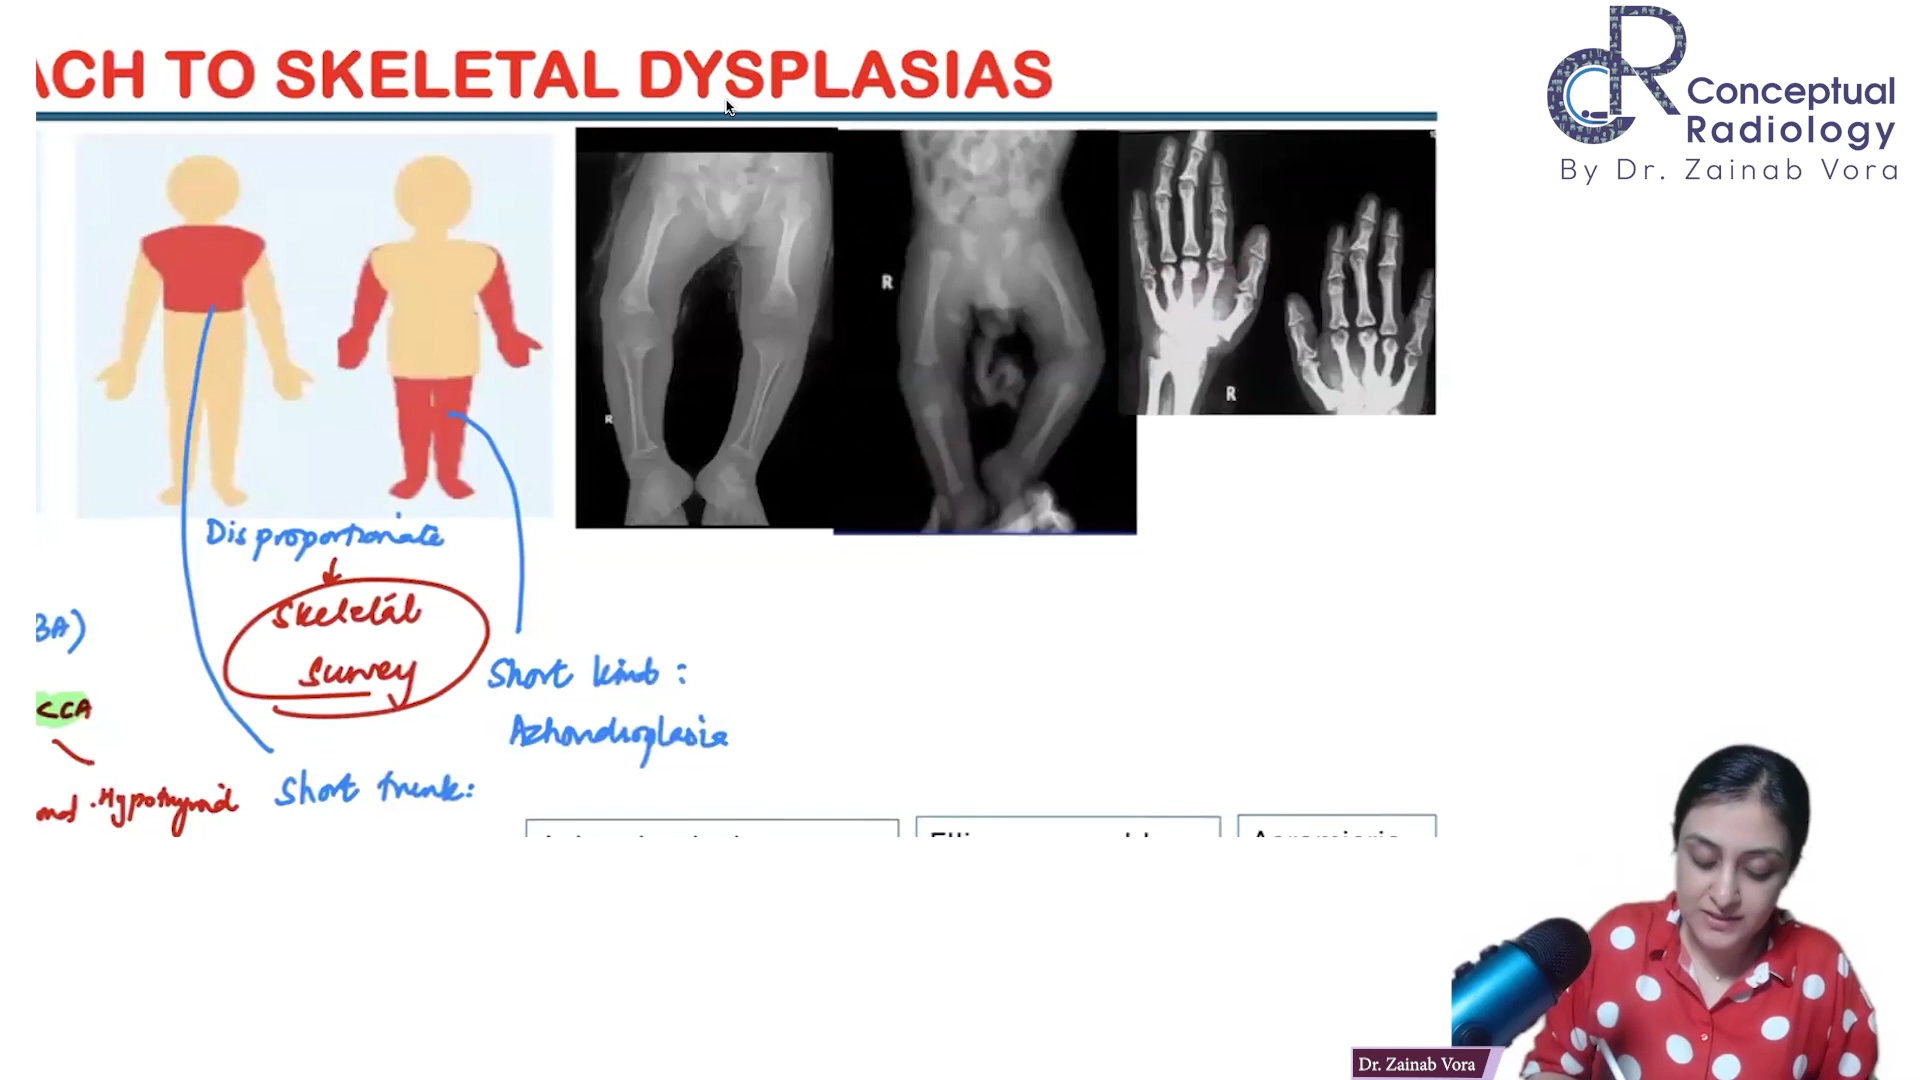 ACH TO SKELETAL DYSPLASIAS
CR
Conceptual
Radiology
By Dr. Zainab Vora
R
R
R
Disproportionate
Skeletal
Survey
BA)
Short limb :
<CCA
Azhondroplasia
Hypothyroid
Short trunk:
Dr. Zainab Vora